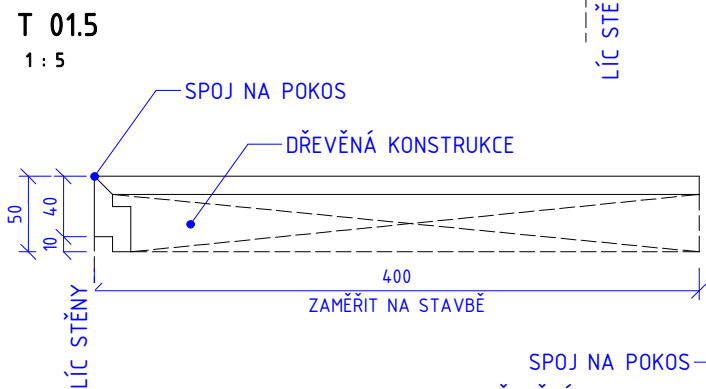 T 01.5
1 : 5
LÍC STĚ
SPOJ NA POKOS
DŘEVĚNÁ KONSTRUKCE
50
40
10
400
ZAMĚŘIT NA STAVBĚ
LÍC STĚNY
SPOJ NA POKOS